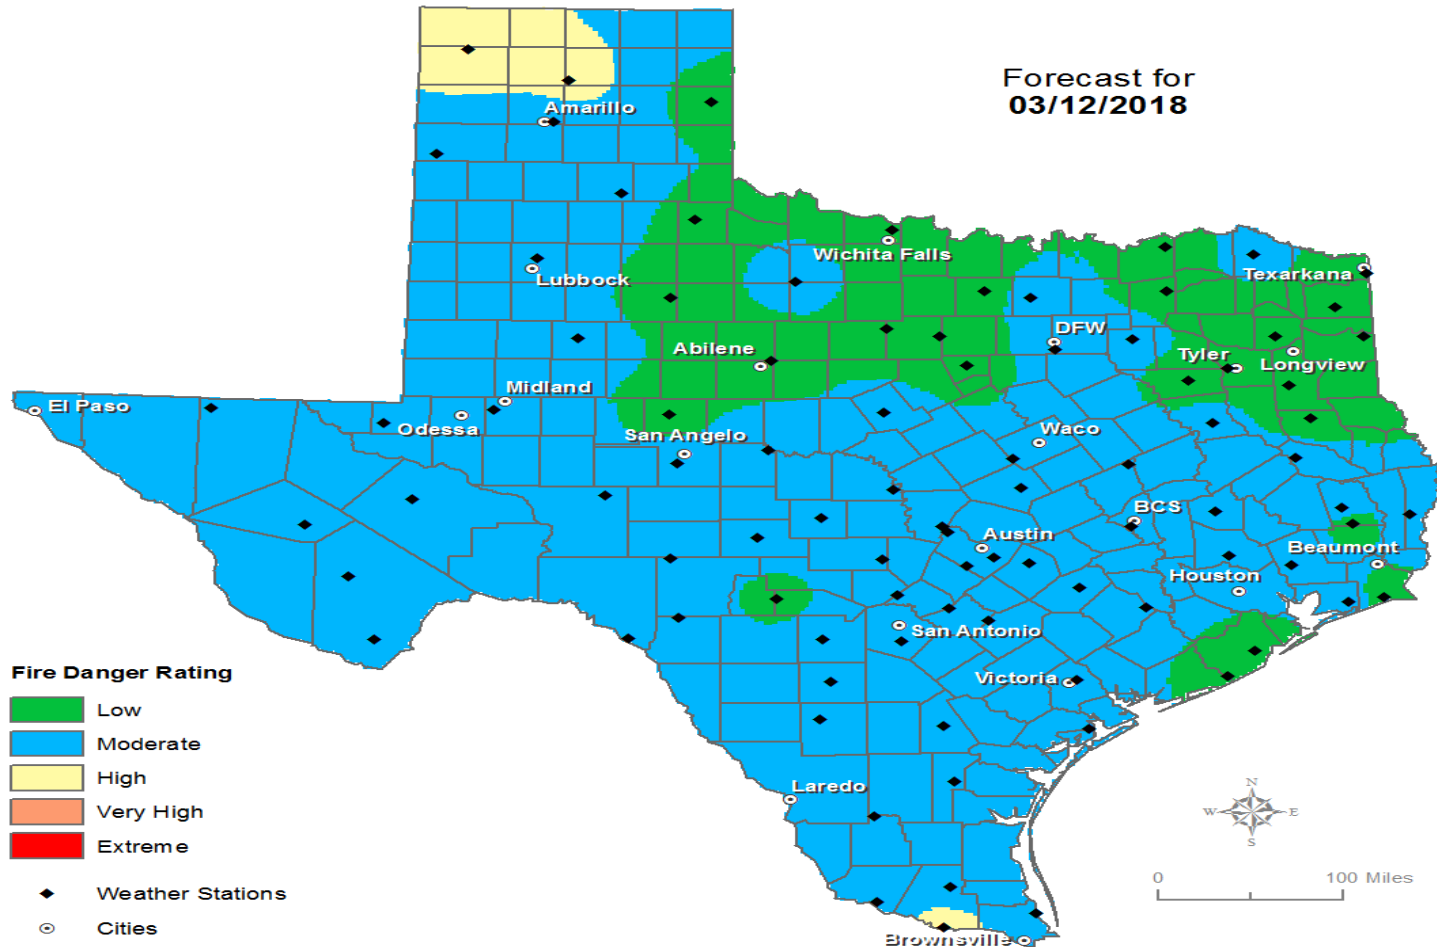 Forecast for
03/12/2018
Amarillo
Wichita Falls
Lubbock
Texarkana
DFW
Abilene
Tyler
Longview
Midland
El Paso
Odessa
San Angelo
Waco
BCS
Austin
Beaumont
Houston
San Antonio
Victoria
Laredo
Brownsville
Fire Danger Rating
Low
Moderate
High
Very High
Extreme
Weather Stations
Cities
N
W E
S
0 100 Miles